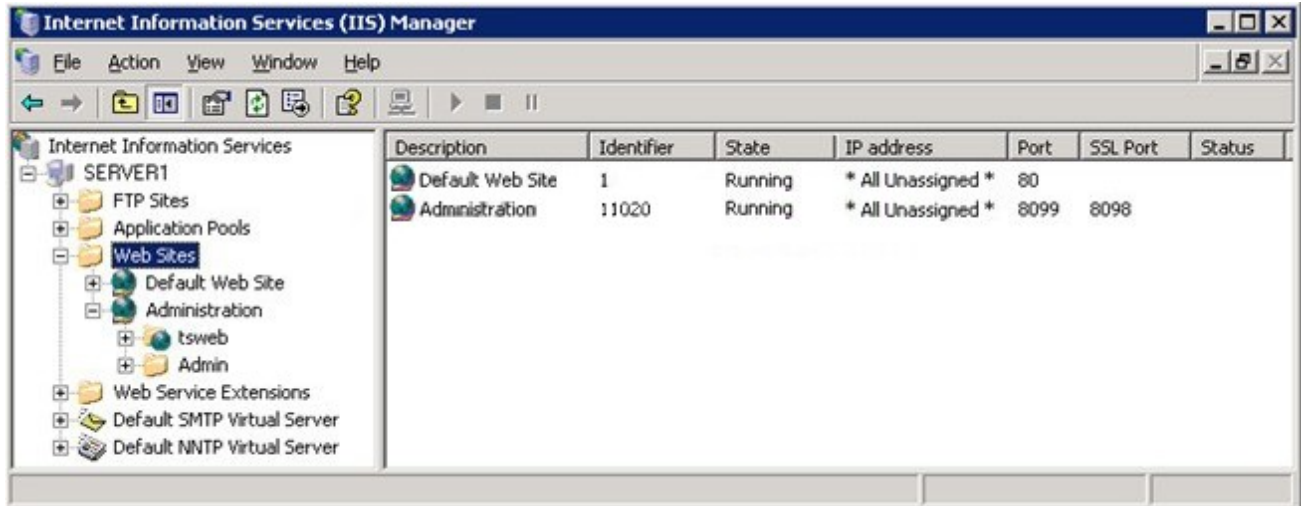 Internet Information Services (IIS) Manager
File Action View Window Help
Internet Information Services
SERVER1
FTP Sites
Application Pools
Web Sites
Default Web Site
Administration
tsweb
Admin
Web Service Extensions
Default SMTP Virtual Server
Default NNTP Virtual Server
Description Identifier State IP address Port SSL Port Status
Default Web Site 1 Running * All Unassigned * 80
Administration 11020 Running * All Unassigned * 8099 8098